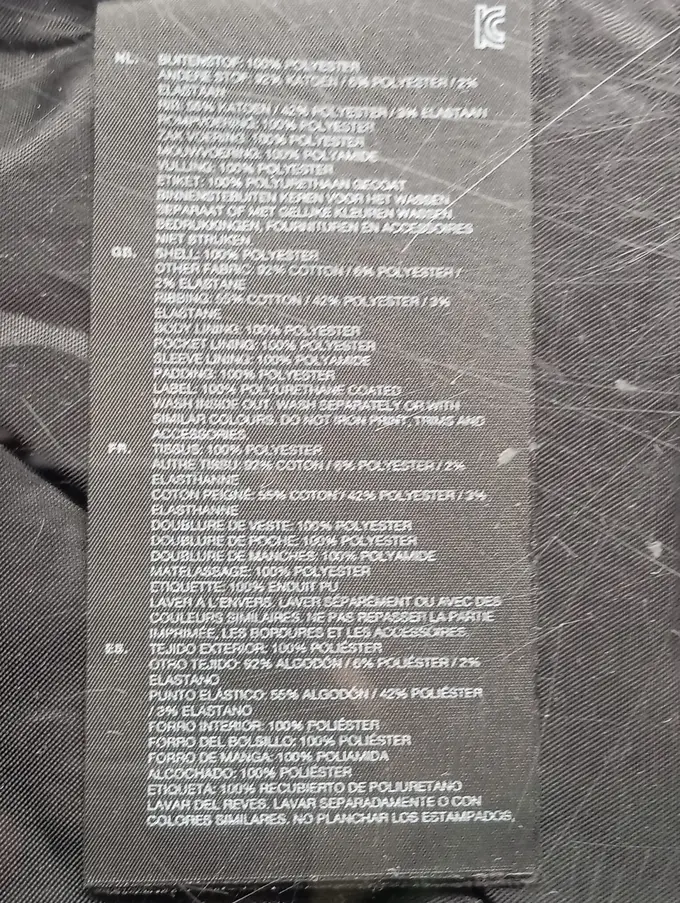 NL. BUITENSTOF: 100% POLYESTER
ANDERE STOF: 92% KATOEN / 6% POLYESTER / 2%
ELASTAAN
RIB: 55% KATOEN / 42% POLYESTER / 3% ELASTAAN
ROMPVOERING: 100% POLYESTER
ZAKVOERING: 100% POLYESTER
MOUWVOERING: 100% POLYAMIDE
VULLING: 100% POLYESTER
ETIKET: 100% POLYURETHAAN GECOAT
BINNENSTEBUITEN KEREN VOOR HET WASSEN.
SEPARAAT OF MET GELIJKE KLEUREN WASSEN.
BEDRUKKINGEN, FOURNITUREN EN ACCESSOIRES
NIET STRIJKEN.
GB. SHELL: 100% POLYESTER
OTHER FABRIC: 92% COTTON / 6% POLYESTER /
2% ELASTANE
RIBBING: 55% COTTON / 42% POLYESTER / 3%
ELASTANE
BODY LINING: 100% POLYESTER
POCKET LINING: 100% POLYESTER
SLEEVE LINING: 100% POLYAMIDE
PADDING: 100% POLYESTER
LABEL: 100% POLYURETHANE COATED
WASH INSIDE OUT. WASH SEPARATELY OR WITH
SIMILAR COLOURS. DO NOT IRON PRINT, TRIMS AND
ACCESSORIES
FR. TISSUS: 100% POLYESTER
AUTRE TISSU: 92% COTON / 6% POLYESTER / 2%
ELASTHANNE
COTON PEIGNÉ: 55% COTON / 42% POLYESTER / 3%
ELASTHANNE
DOUBLURE DE VESTE: 100% POLYESTER
DOUBLURE DE POCHE: 100% POLYESTER
DOUBLURE DE MANCHES: 100% POLYAMIDE
MATELASSAGE: 100% POLYESTER
ETIQUETTE: 100% ENDUIT PU
LAVER A L'ENVERS. LAVER SÉPARÉMENT OU AVEC DES
COULEURS SIMILAIRES. NE PAS REPASSER LA PARTIE
IMPRIMÉE, LES BORDURES ET LES ACCESSOIRES.
ES. TEJIDO EXTERIOR: 100% POLIÉSTER
OTRO TEJIDO: 92% ALGODÓN / 6% POLIÉSTER / 2%
ELASTANO
PUNTO ELÁSTICO: 55% ALGODÓN / 42% POLIÉSTER
/ 3% ELASTANO
FORRO INTERIOR: 100% POLIÉSTER
FORRO DEL BOLSILLO: 100% POLIÉSTER
FORRO DE MANGA: 100% POLIAMIDA
ALCOCHADO: 100% POLIÉSTER
ETIQUETA: 100% RECUBIERTO DE POLIURETANO
LAVAR DEL REVES. LAVAR SEPARADAMENTE O CON
COLORES SIMILARES. NO PLANCHAR LOS ESTAMPADOS,